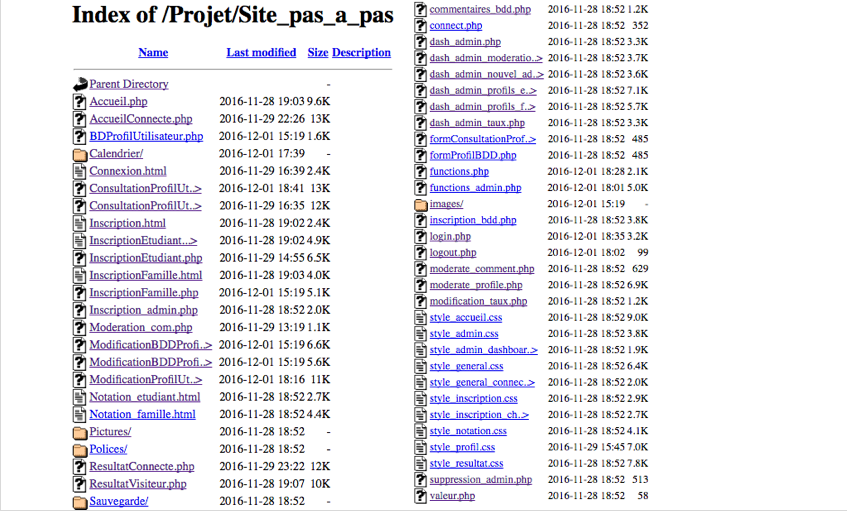 Index of /Projet/Site_pas_a_pas
Name Last modified Size Description
Parent Directory -
Accueil.php 2016-11-28 19:03 9.6K
AccueilConnecte.php 2016-11-29 22:26 13K
BDProfilUtilisateur.php 2016-12-01 15:19 1.6K
Calendrier/ 2016-12-01 17:39 -
Connexion.html 2016-11-29 16:39 2.4K
ConsultationProfilUt..> 2016-12-01 18:41 13K
ConsultationProfilUt..> 2016-11-29 16:35 12K
Inscription.html 2016-11-28 19:02 2.4K
InscriptionEtudiant...> 2016-11-28 19:02 4.9K
InscriptionEtudiant.php 2016-11-29 14:55 6.5K
InscriptionFamille.html 2016-11-28 19:03 4.0K
InscriptionFamille.php 2016-12-01 15:19 5.1K
Inscription_admin.php 2016-11-28 18:52 2.0K
Moderation_com.php 2016-11-29 13:19 1.1K
ModificationBDDProfi..> 2016-12-01 15:19 6.6K
ModificationBDDProfi..> 2016-12-01 15:19 5.6K
ModificationProfilUt..> 2016-12-01 18:16 11K
Notation_etudiant.html 2016-11-28 18:52 2.7K
Notation_famille.html 2016-11-28 18:52 4.4K
Pictures/ 2016-11-28 18:52 -
Polices/ 2016-11-28 18:52 -
ResultatConnecte.php 2016-11-29 23:22 12K
ResultatVisiteur.php 2016-11-28 19:07 10K
Sauvegarde/ 2016-11-28 18:52 -
commentaires_bdd.php 2016-11-28 18:52 1.2K
connect.php 2016-11-28 18:52 352
dash_admin.php 2016-11-28 18:52 3.3K
dash_admin_moderatio..> 2016-11-28 18:52 3.7K
dash_admin_nouvel_ad..> 2016-11-28 18:52 3.6K
dash_admin_profils_e..> 2016-11-28 18:52 7.1K
dash_admin_profils_f..> 2016-11-28 18:52 5.7K
dash_admin_taux.php 2016-11-28 18:52 3.3K
formConsultationProf..> 2016-11-28 18:52 485
formProfilBDD.php 2016-11-28 18:52 485
functions.php 2016-12-01 18:28 2.1K
functions_admin.php 2016-12-01 18:01 5.0K
images/ 2016-12-01 15:19 -
inscription_bdd.php 2016-11-28 18:52 3.8K
login.php 2016-12-01 18:35 3.2K
logout.php 2016-12-01 18:02 99
moderate_comment.php 2016-11-28 18:52 629
moderate_profile.php 2016-11-28 18:52 6.9K
modification_taux.php 2016-11-28 18:52 1.2K
style_accueil.css 2016-11-28 18:52 9.0K
style_admin.css 2016-11-28 18:52 3.8K
style_admin_dashboar..> 2016-11-28 18:52 1.9K
style_general.css 2016-11-28 18:52 6.4K
style_general_connec..> 2016-11-28 18:52 2.0K
style_inscription.css 2016-11-28 18:52 2.9K
style_inscription_ch..> 2016-11-28 18:52 2.7K
style_notation.css 2016-11-28 18:52 4.1K
style_profil.css 2016-11-29 15:45 7.0K
style_resultat.css 2016-11-28 18:52 7.8K
suppression_admin.php 2016-11-28 18:52 513
valeur.php 2016-11-28 18:52 58